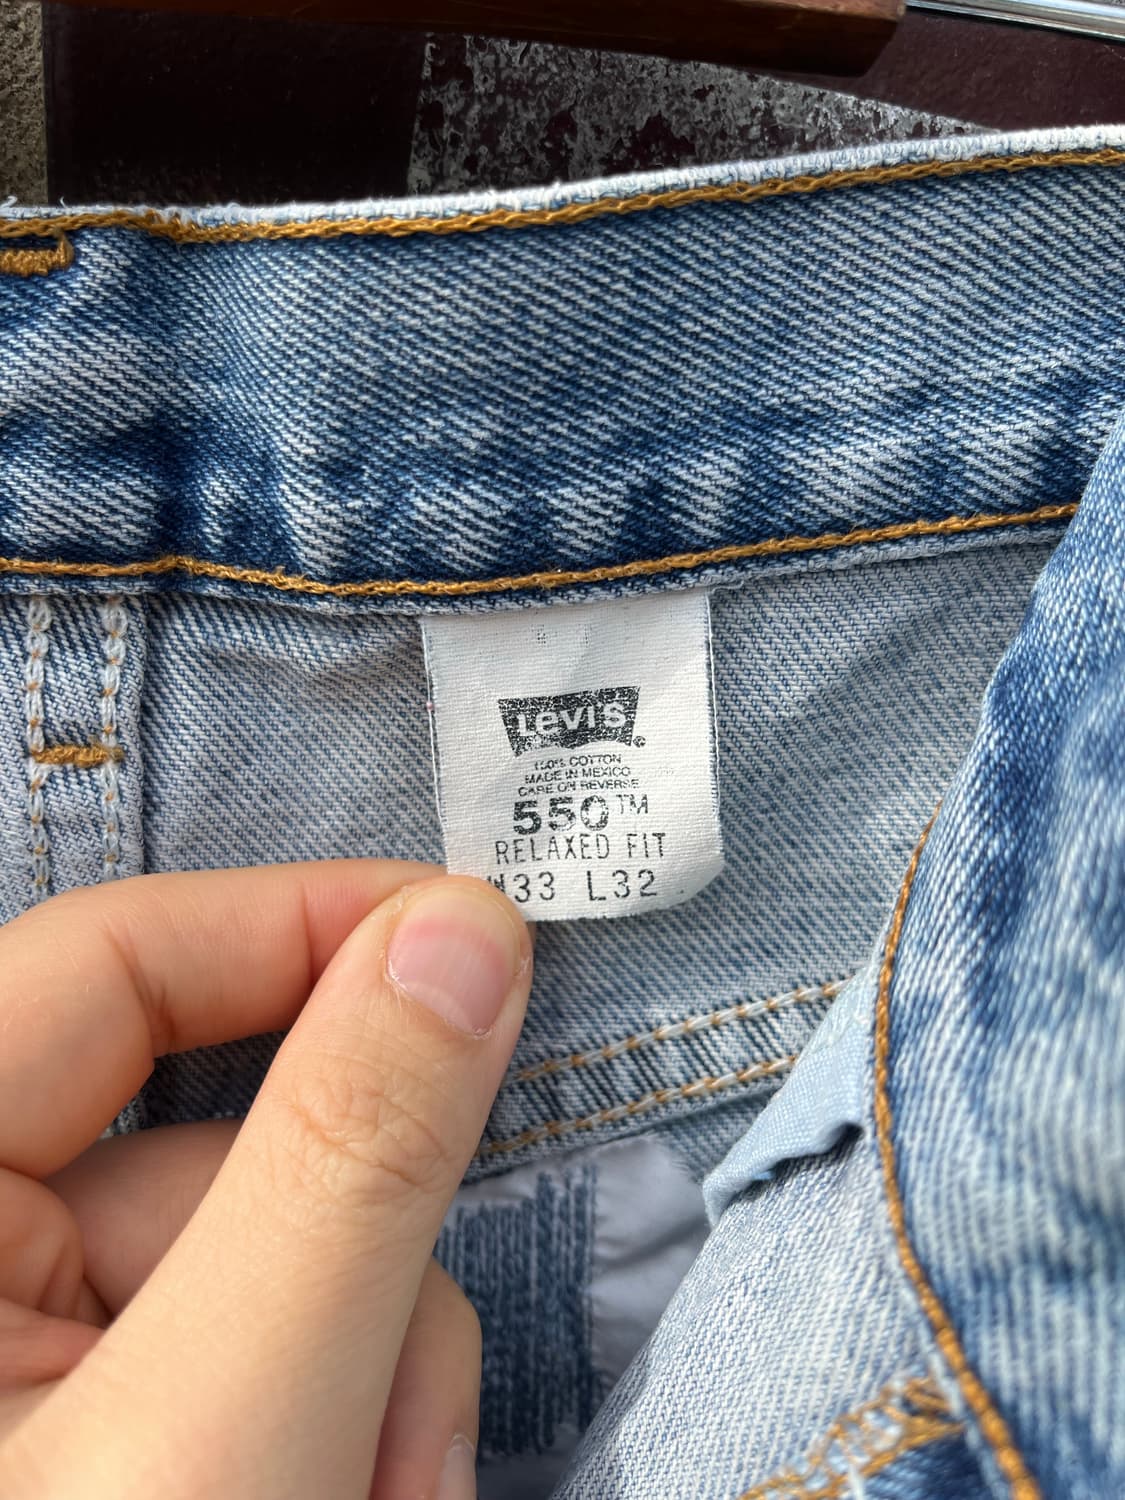 Levi's
100% COTTON
MADE IN MEXICO
CARE ON REVERSE
550™
RELAXED FIT
W33 L32